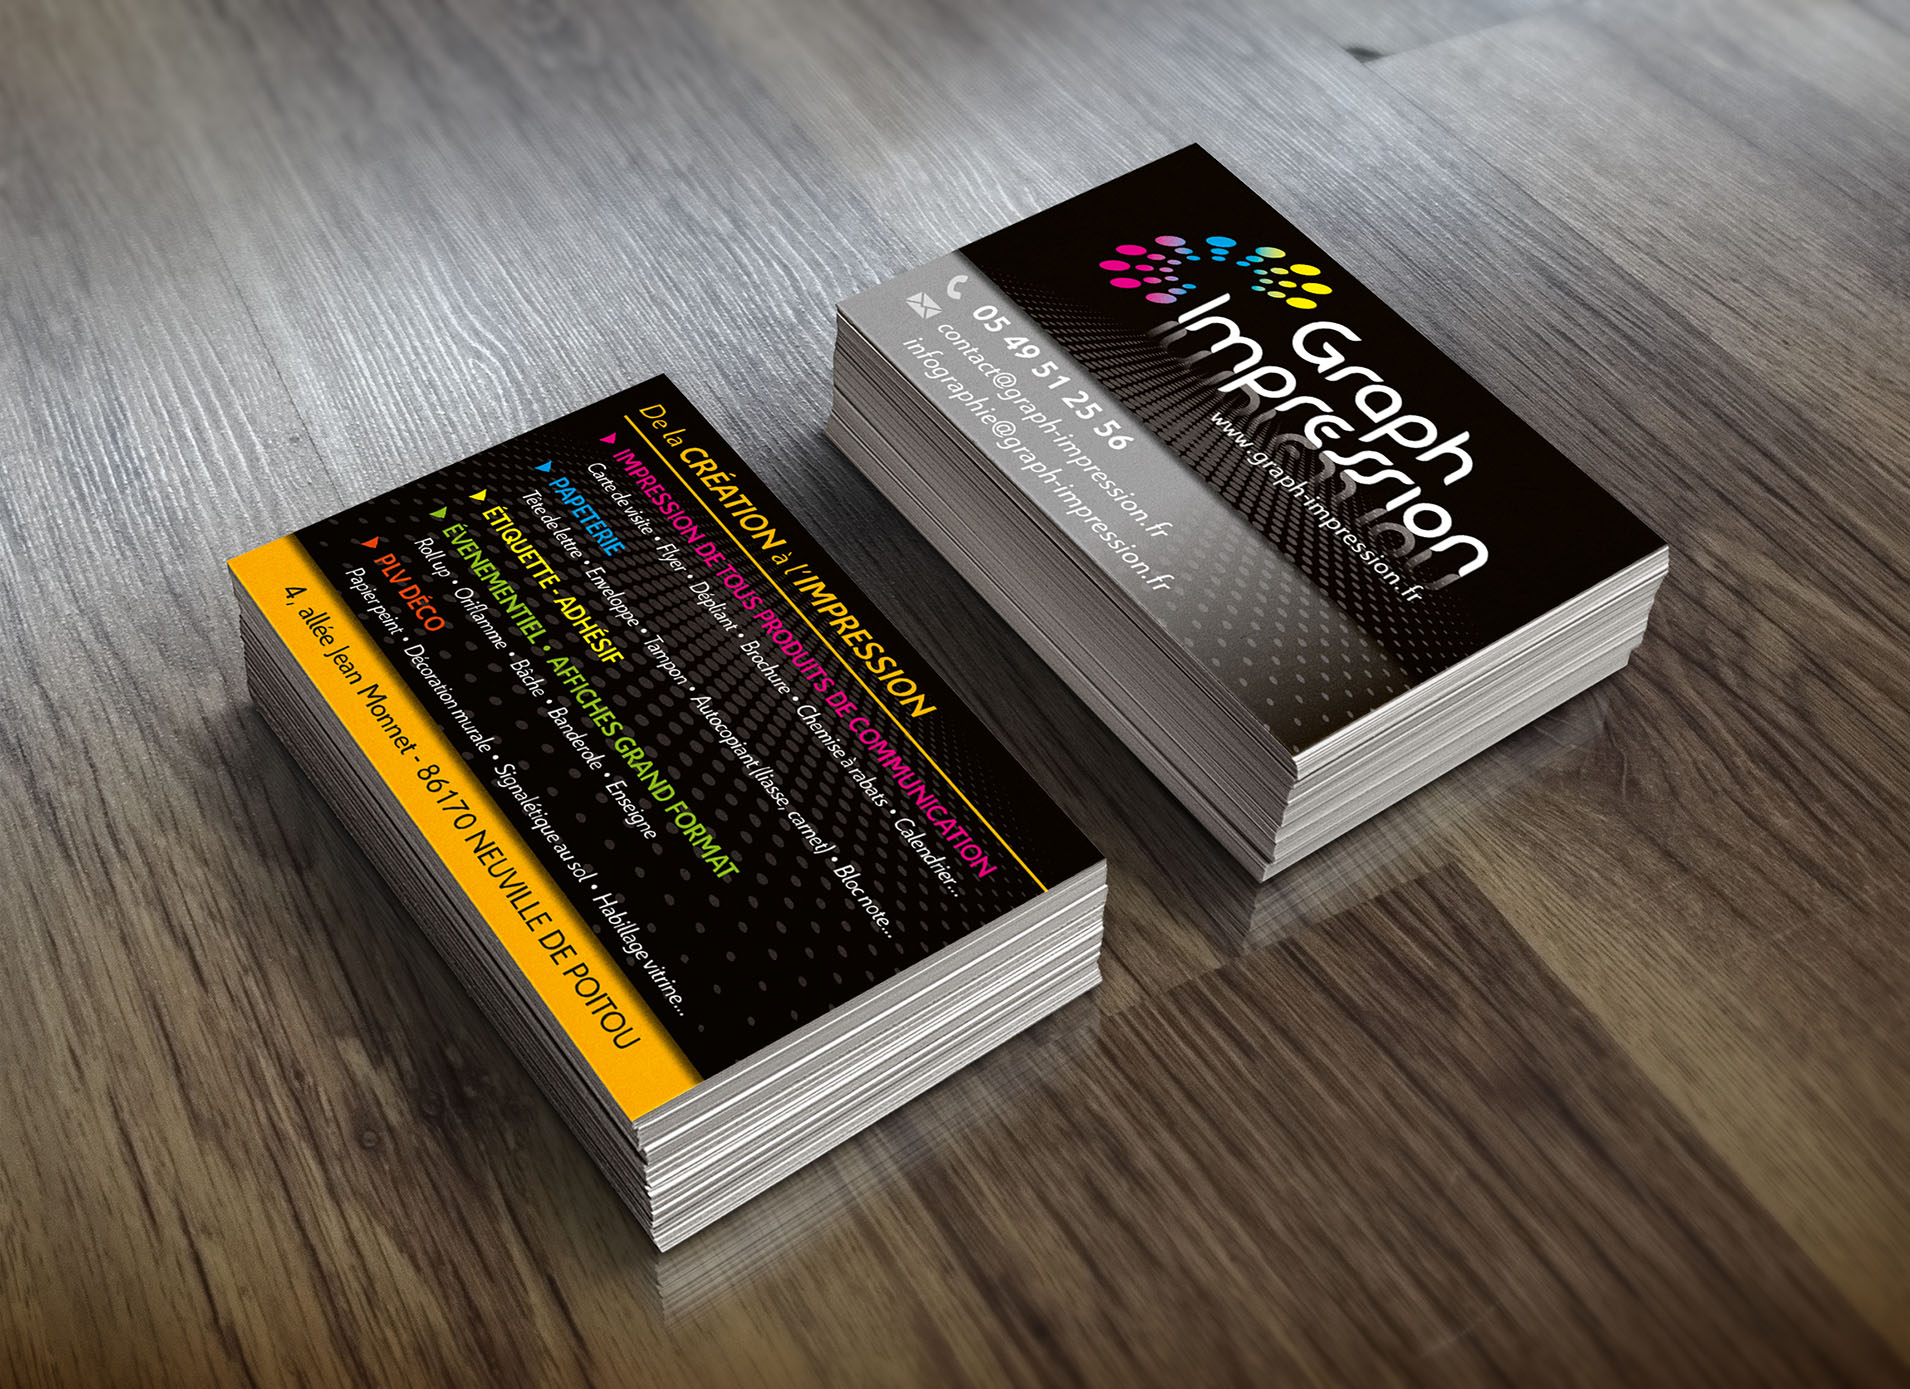 De la CRÉATION à l'IMPRESSION
IMPRESSION DE TOUS PRODUITS DE COMMUNICATION
Carte de visite • Flyer • Dépliant • Brochure • Chemise à rabats • Calendrier...
PAPETERIE
Tête de lettre • Enveloppe • Tampon • Autocopiant (liasse, carnet) • Bloc note...
ÉTIQUETTE - ADHÉSIF
ÉVENEMENTIEL • AFFICHES GRAND FORMAT
Roll up • Oriflamme • Bâche • Banderole • Enseigne
PLV DÉCO
Papier peint • Décoration murale • Signalétique au sol • Habillage vitrine...
4, allée Jean Monnet - 86170 NEUVILLE DE POITOU
Graph
Impression
www.graph-impression.fr
05 49 51 25 56
contact@graph-impression.fr
infographie@graph-impression.fr